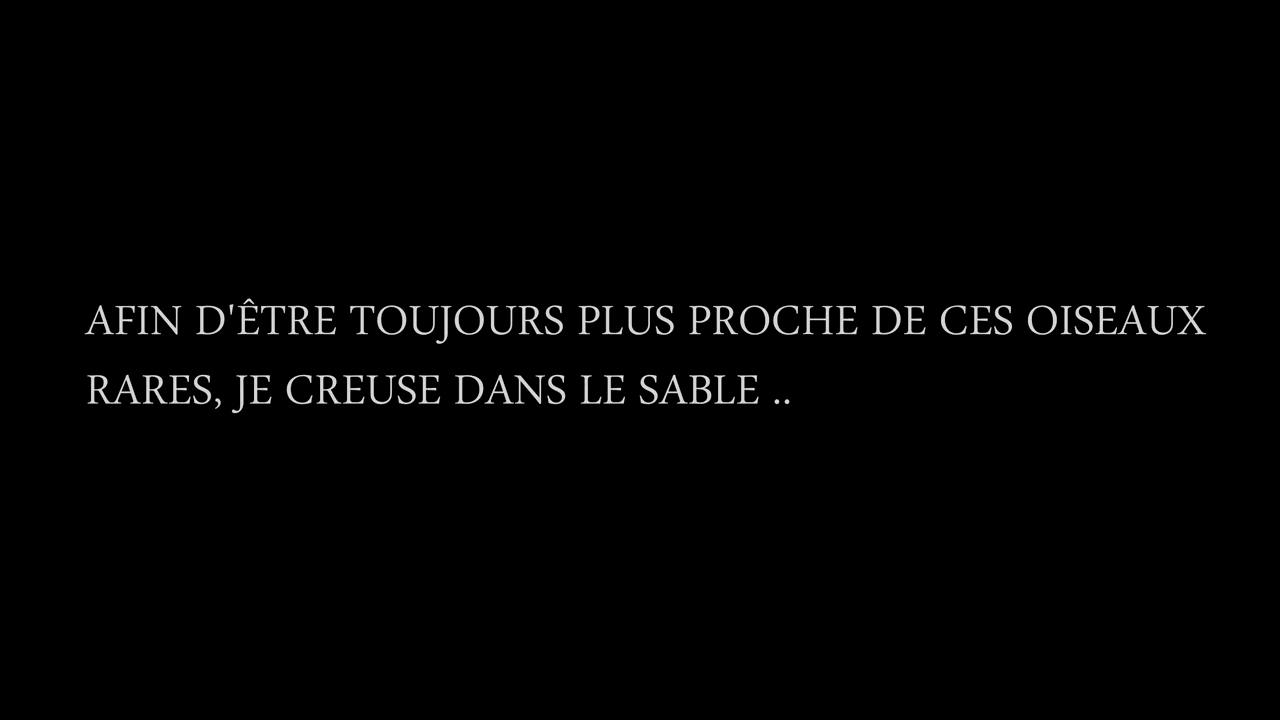 AFIN D'ÊTRE TOUJOURS PLUS PROCHE DE CES OISEAUX
RARES, JE CREUSE DANS LE SABLE ..